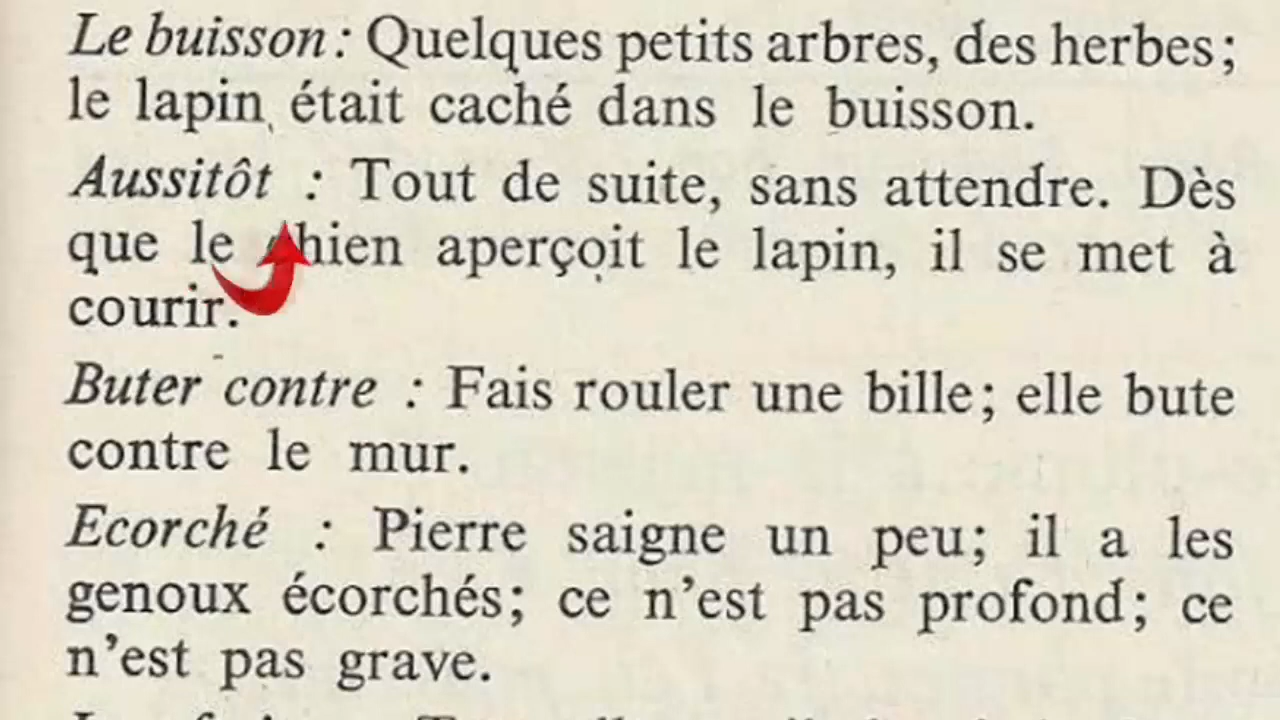 Le buisson : Quelques petits arbres, des herbes ;
le lapin était caché dans le buisson.
Aussitôt : Tout de suite, sans attendre. Dès
que le chien aperçoit le lapin, il se met à
courir.
Buter contre : Fais rouler une bille ; elle bute
contre le mur.
Ecorché : Pierre saigne un peu ; il a les
genoux écorchés ; ce n'est pas profond ; ce
n'est pas grave.